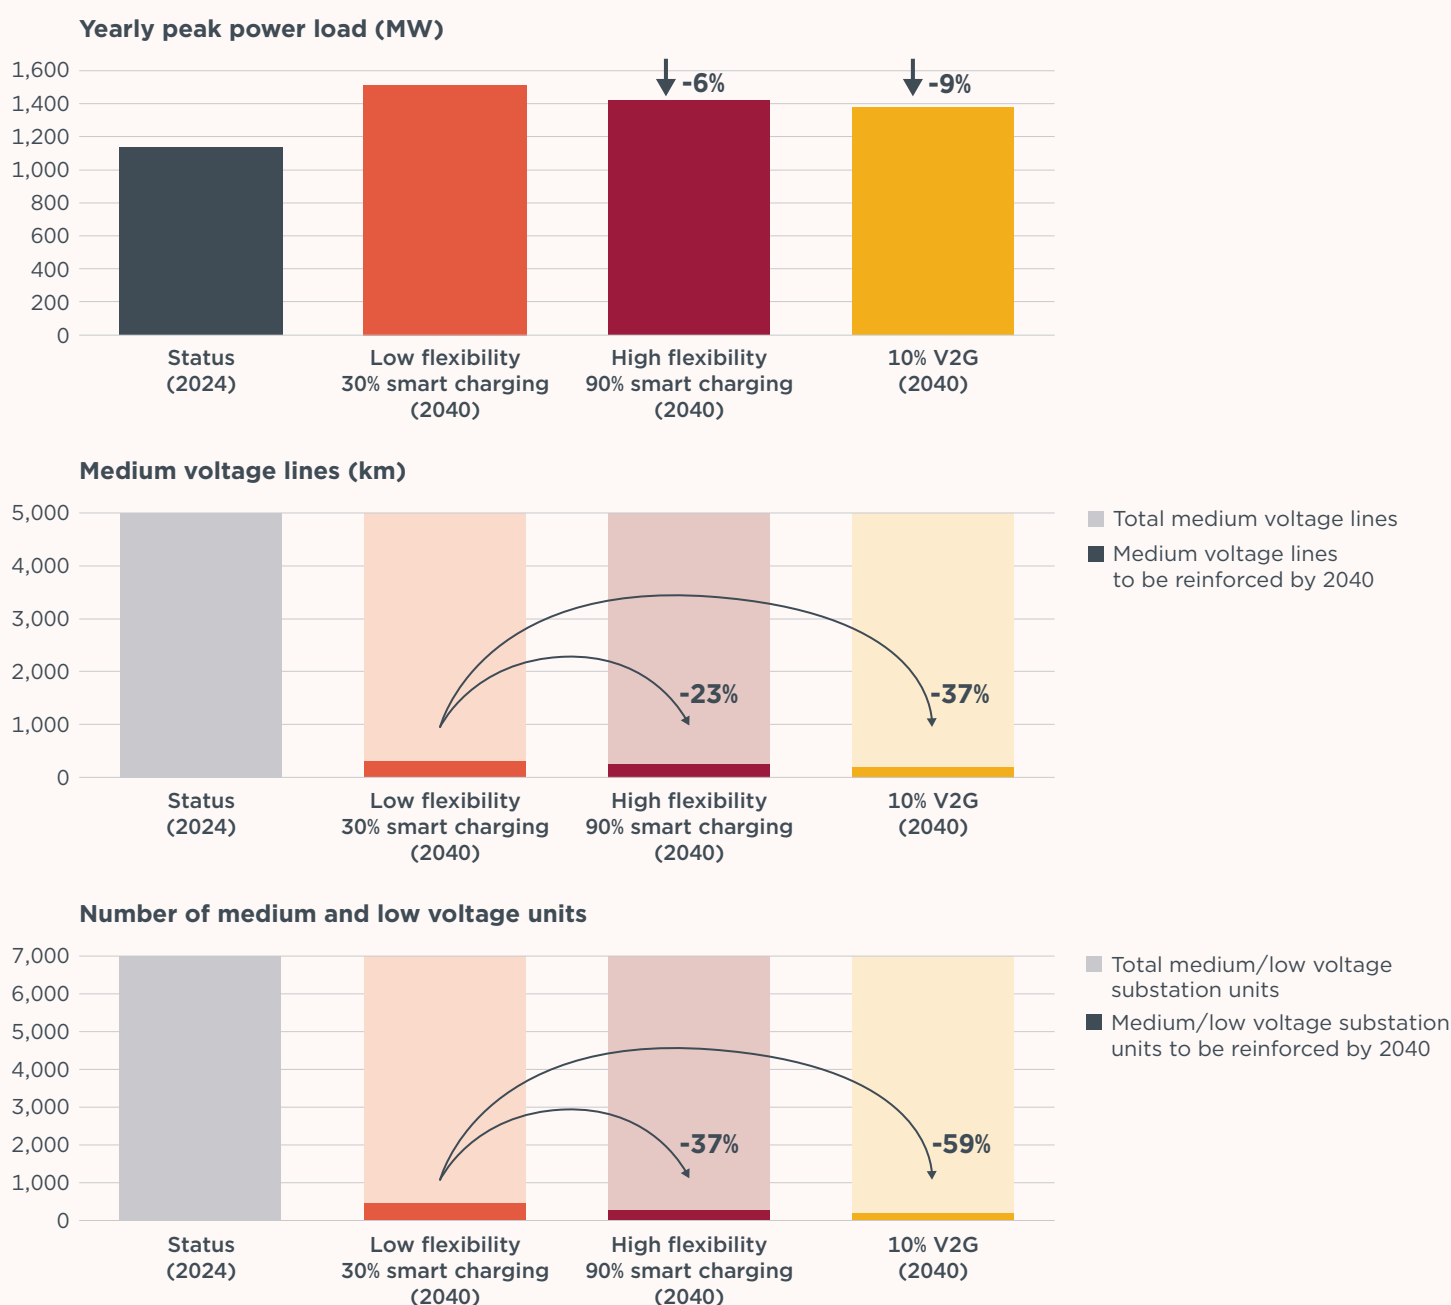 Yearly peak power load (MW)
1,600
1,400
1,200
1,000
800
600
400
200
0
-6%
-9%
Status
(2024)
Low flexibility
30% smart charging
(2040)
High flexibility
90% smart charging
(2040)
10% V2G
(2040)
Medium voltage lines (km)
5,000
4,000
3,000
2,000
1,000
0
-23%
-37%
Total medium voltage lines
Medium voltage lines
to be reinforced by 2040
Status
(2024)
Low flexibility
30% smart charging
(2040)
High flexibility
90% smart charging
(2040)
10% V2G
(2040)
Number of medium and low voltage units
7,000
6,000
5,000
4,000
3,000
2,000
1,000
0
-37%
-59%
Total medium/low voltage
substation units
Medium/low voltage substation
units to be reinforced by 2040
Status
(2024)
Low flexibility
30% smart charging
(2040)
High flexibility
90% smart charging
(2040)
10% V2G
(2040)